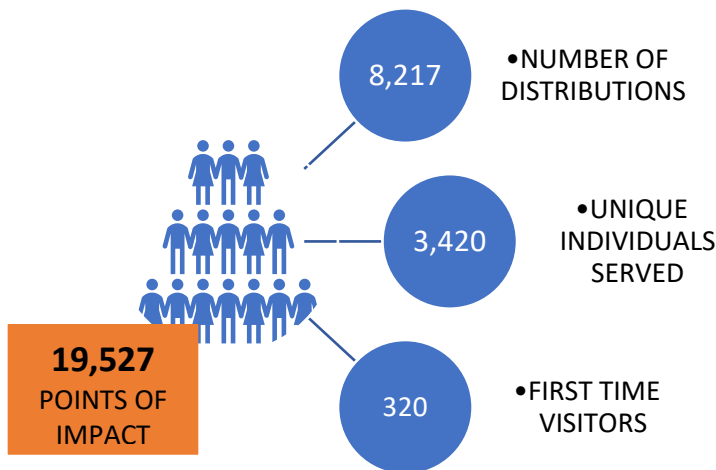 8,217
•NUMBER OF
DISTRIBUTIONS
3,420
•UNIQUE
INDIVIDUALS
SERVED
19,527
POINTS OF
IMPACT
320
•FIRST TIME
VISITORS